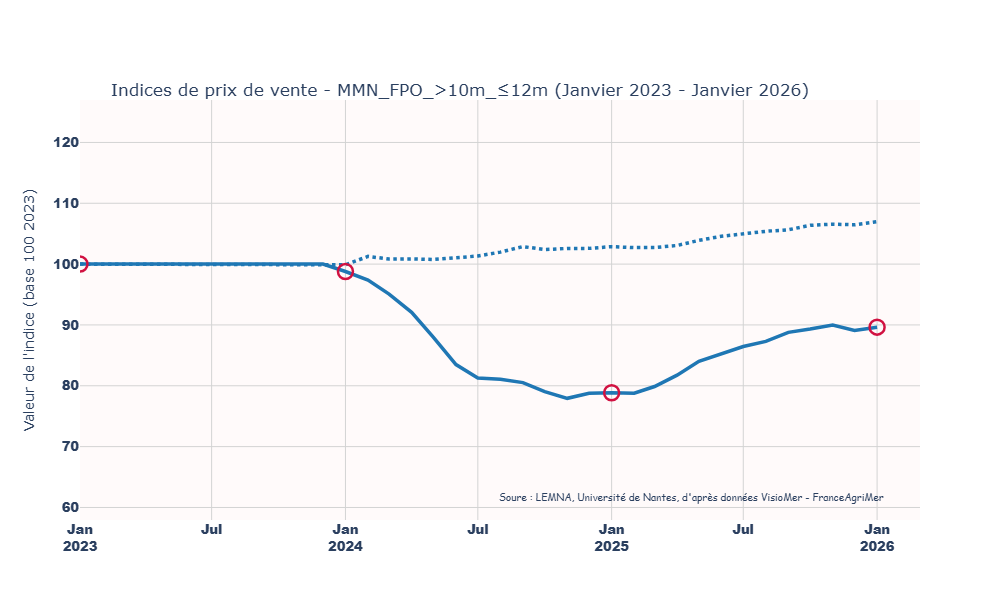 Indices de prix de vente - MMN_FPO_>10m_≤12m (Janvier 2023 - Janvier 2026)
Valeur de l'indice (base 100 2023)
120
110
100
90
80
70
60
Jan
2023
Jul
Jan
2024
Jul
Jan
2025
Jul
Jan
2026
Soure : LEMNA, Université de Nantes, d'après données VisioMer - FranceAgriMer